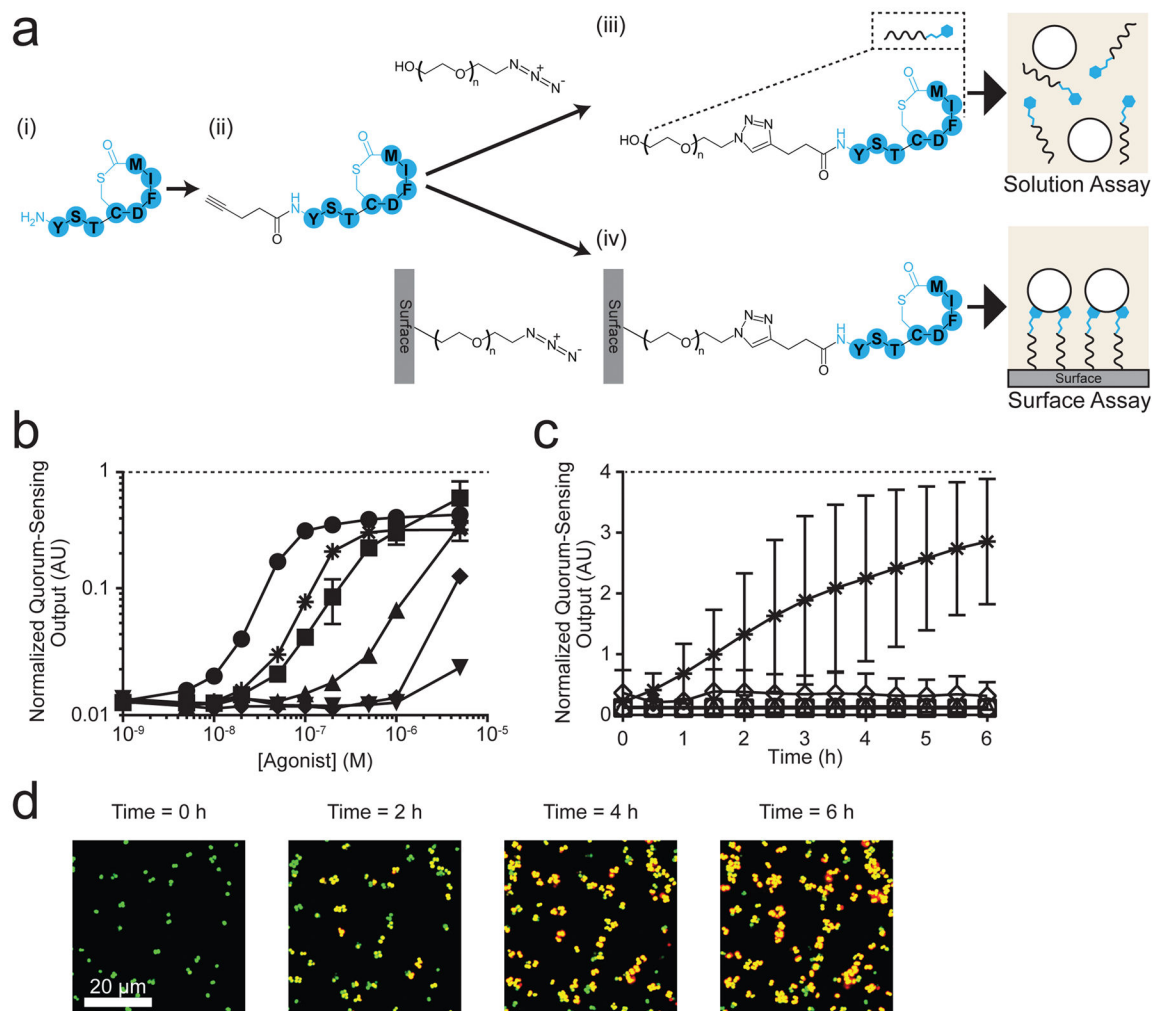 a
(i)
H₂N
Y S T C D F I M
S
O
(ii)
O
H
N
Y S T C D F I M
S
O
HO
O
n
N=N=N
+
-
(iii)
HO
O
n
N N N
O
H
N
Y S T C D F I M
S
O
Solution Assay
Surface
O
n
N=N=N
+
-
(iv)
Surface
O
n
N N N
O
H
N
Y S T C D F I M
S
O
Surface
Surface Assay
b
Normalized Quorum-Sensing
Output (AU)
1
0.1
0.01
10⁻⁹ 10⁻⁸ 10⁻⁷ 10⁻⁶ 10⁻⁵
[Agonist] (M)
c
Normalized Quorum-Sensing
Output (AU)
4
3
2
1
0
0 1 2 3 4 5 6
Time (h)
d
Time = 0 h Time = 2 h Time = 4 h Time = 6 h
20 µm